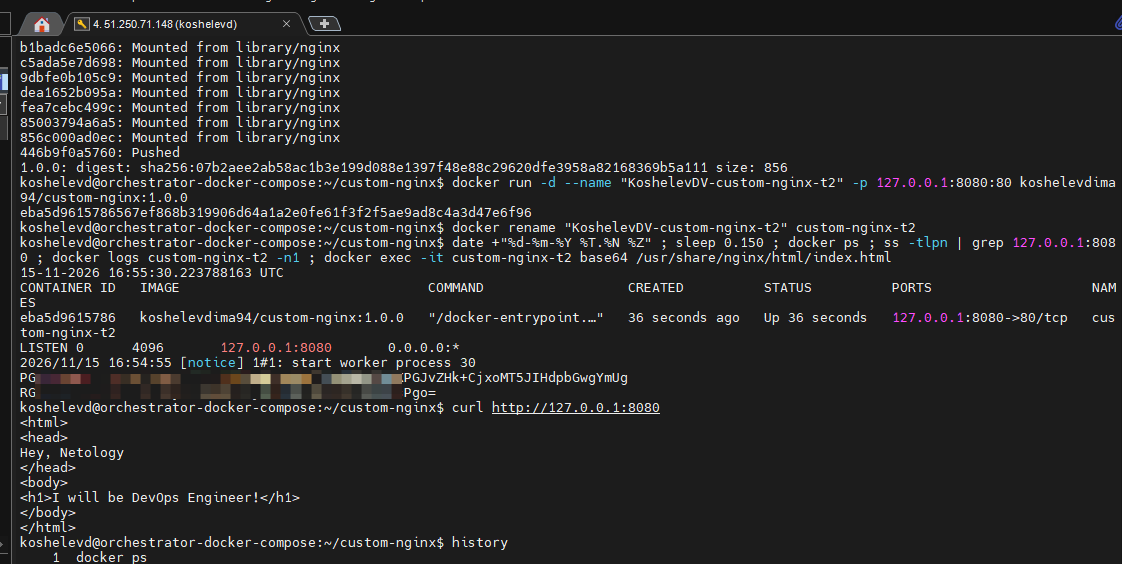 4. 51.250.71.148 (koshelevd)
b1badc6e5066: Mounted from library/nginx
c5ada5e7d698: Mounted from library/nginx
9dbfe0b105c9: Mounted from library/nginx
dea1652b095a: Mounted from library/nginx
fea7cebc499c: Mounted from library/nginx
85003794a6a5: Mounted from library/nginx
856c000ad0ec: Mounted from library/nginx
446b9f0a5760: Pushed
1.0.0: digest: sha256:07b2aee2ab58ac1b3e199d088e1397f48e88c29620dfe3958a82168369b5a111 size: 856
koshelevd@orchestrator-docker-compose:~/custom-nginx$ docker run -d --name "KoshelevDV-custom-nginx-t2" -p 127.0.0.1:8080:80 koshelevdima
94/custom-nginx:1.0.0
eba5d9615786567ef868b319906d64a1a2e0fe61f3f2f5ae9ad8c4a3d47e6f96
koshelevd@orchestrator-docker-compose:~/custom-nginx$ docker rename "KoshelevDV-custom-nginx-t2" custom-nginx-t2
koshelevd@orchestrator-docker-compose:~/custom-nginx$ date +"%d-%m-%Y %T.%N %Z" ; sleep 0.150 ; docker ps ; ss -tlpn | grep 127.0.0.1:808
0 ; docker logs custom-nginx-t2 -n1 ; docker exec -it custom-nginx-t2 base64 /usr/share/nginx/html/index.html
15-11-2026 16:55:30.223788163 UTC
CONTAINER ID   IMAGE                               COMMAND                  CREATED          STATUS          PORTS                    NAM
ES
eba5d9615786   koshelevdima94/custom-nginx:1.0.0   "/docker-entrypoint.…"   36 seconds ago   Up 36 seconds   127.0.0.1:8080->80/tcp   cus
tom-nginx-t2
LISTEN 0      4096       127.0.0.1:8080       0.0.0.0:*
2026/11/15 16:54:55 [notice] 1#1: start worker process 30
PG PGJvZHk+CjxoMT5JIHdpbGwgYmUg
RG Pgo=
koshelevd@orchestrator-docker-compose:~/custom-nginx$ curl http://127.0.0.1:8080
<html>
<head>
Hey, Netology
</head>
<body>
<h1>I will be DevOps Engineer!</h1>
</body>
</html>
koshelevd@orchestrator-docker-compose:~/custom-nginx$ history
    1  docker ps